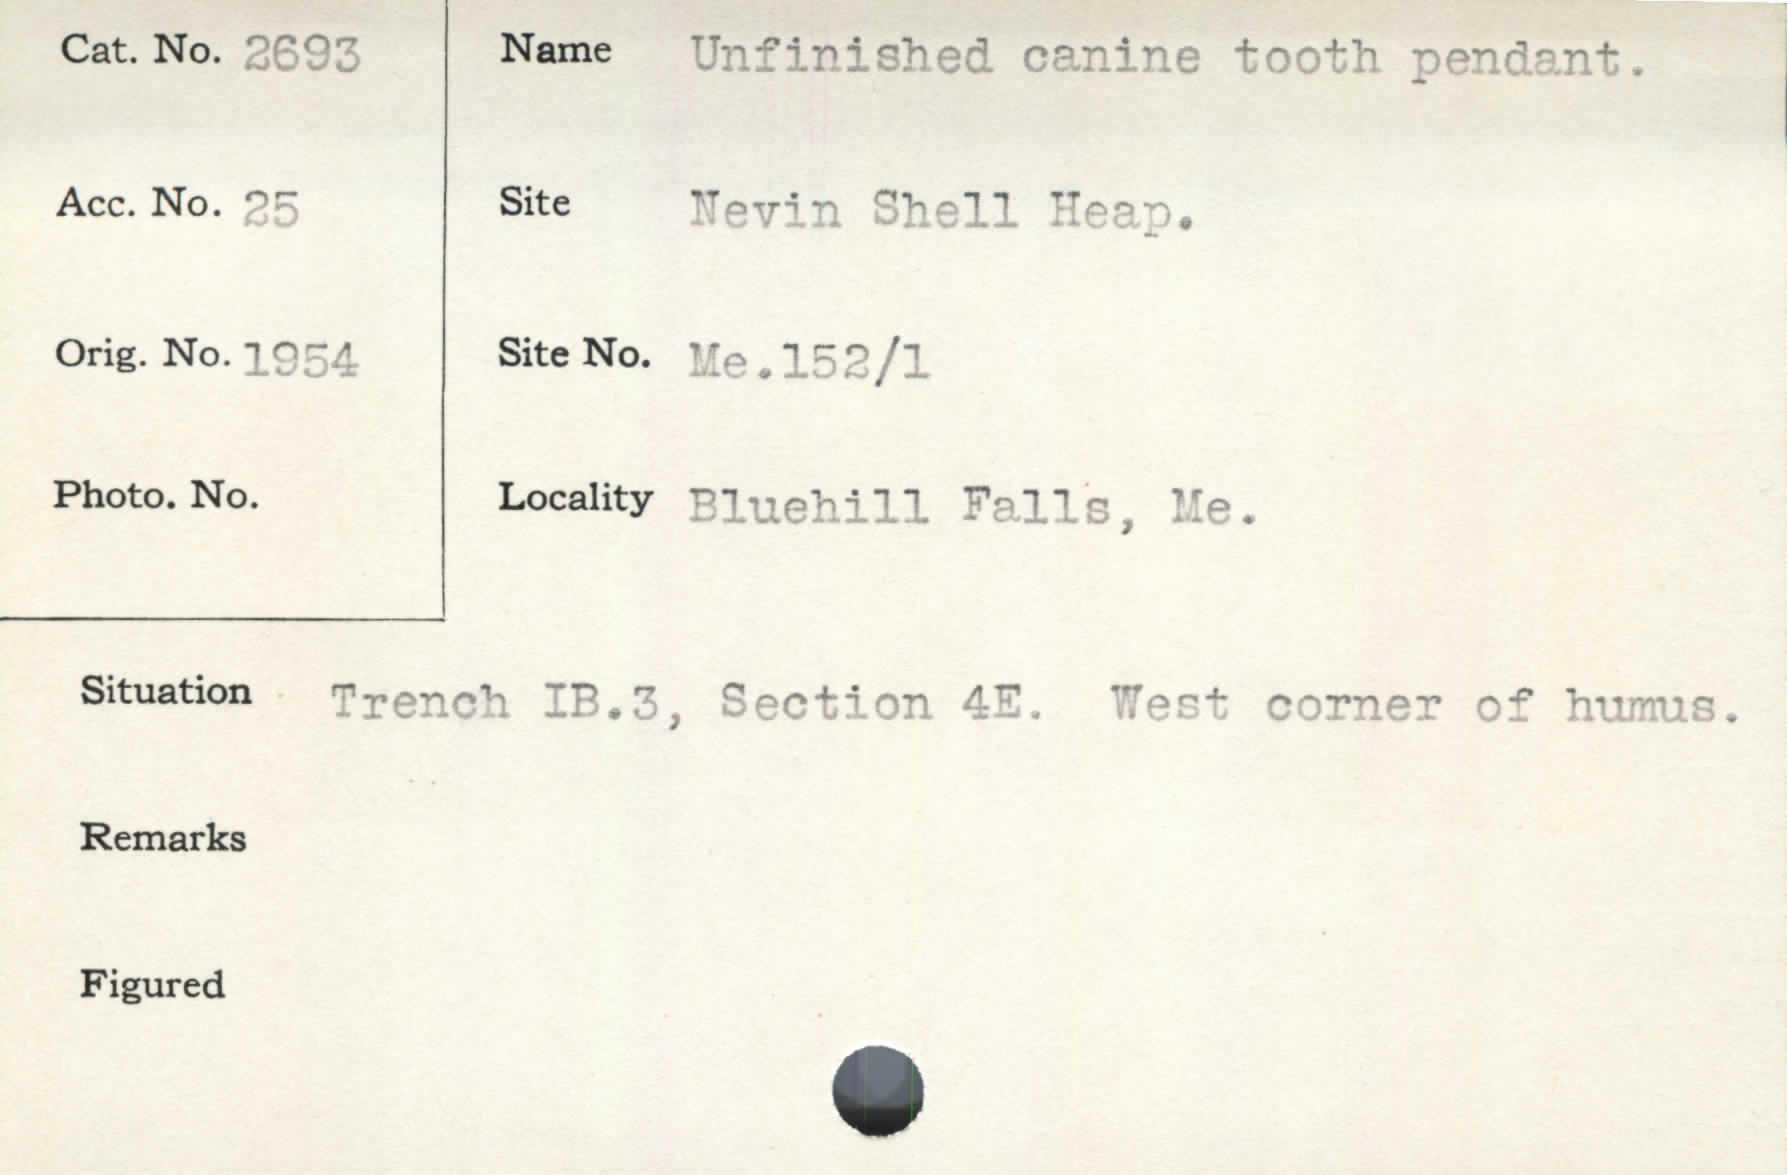 Cat. No. 2693
Name Unfinished canine tooth pendant.
Acc. No. 25
Site Nevin Shell Heap.
Orig. No. 1954
Site No. Me.152/1
Photo. No.
Locality Bluehill Falls, Me.
Situation Trench IB.3, Section 4E. West corner of humus.
Remarks
Figured